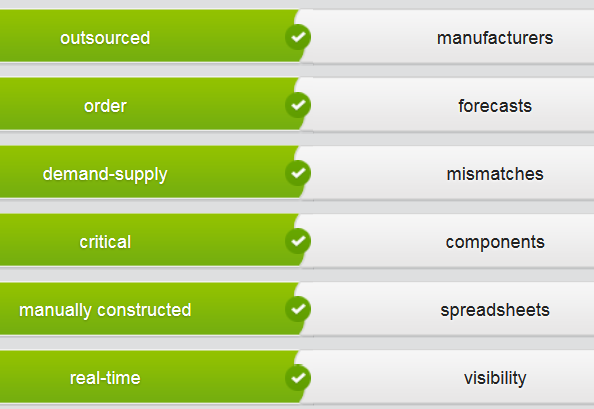 outsourced manufacturers
order forecasts
demand-supply mismatches
critical components
manually constructed spreadsheets
real-time visibility